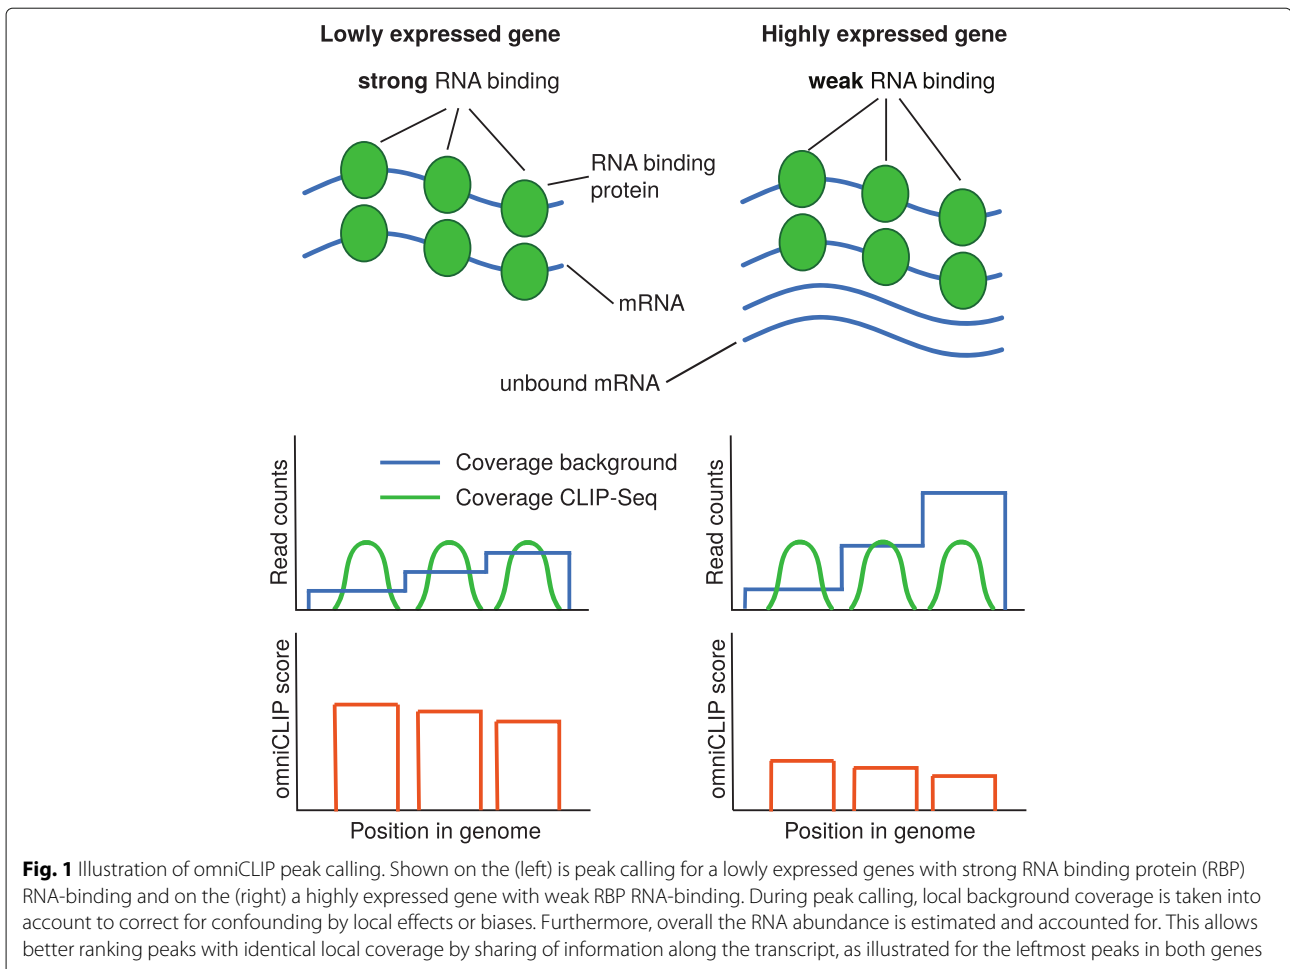 Lowly expressed gene
Highly expressed gene
strong RNA binding
weak RNA binding
RNA binding
protein
mRNA
unbound mRNA
Read counts
Coverage background
Coverage CLIP-Seq
Read counts
omniCLIP score
omniCLIP score
Position in genome
Position in genome
Fig. 1 Illustration of omniCLIP peak calling. Shown on the (left) is peak calling for a lowly expressed genes with strong RNA binding protein (RBP)
RNA-binding and on the (right) a highly expressed gene with weak RBP RNA-binding. During peak calling, local background coverage is taken into
account to correct for confounding by local effects or biases. Furthermore, overall the RNA abundance is estimated and accounted for. This allows
better ranking peaks with identical local coverage by sharing of information along the transcript, as illustrated for the leftmost peaks in both genes